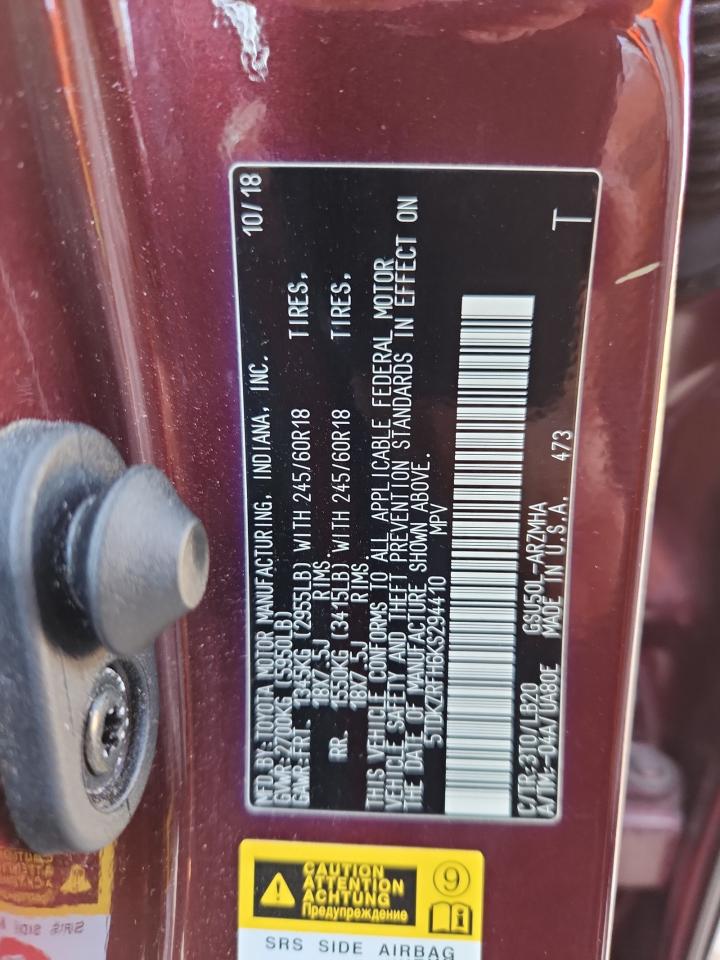 MFD. BY: TOYOTA MOTOR MANUFACTURING, INDIANA, INC. 10/18
GVWR: 2700KG (5950LB)
GAWR: FRT. 1345KG (2955LB) WITH 245/60R18 TIRES,
18X7.5J RIMS.
RR. 1550KG (3415LB) WITH 245/60R18 TIRES,
18X7.5J RIMS.
THIS VEHICLE CONFORMS TO ALL APPLICABLE FEDERAL MOTOR
VEHICLE SAFETY AND THEFT PREVENTION STANDARDS IN EFFECT ON
THE DATE OF MANUFACTURE SHOWN ABOVE.
5TDKZRFH6KS294410 MPV
C/TR: 3T0/LB20 GSU50L-ARZMHA
A/TM: -04A/UA80E MADE IN U.S.A. 473 T
CAUTION
ATTENTION
ACHTUNG
Предупреждение
9
SRS SIDE AIRBAG